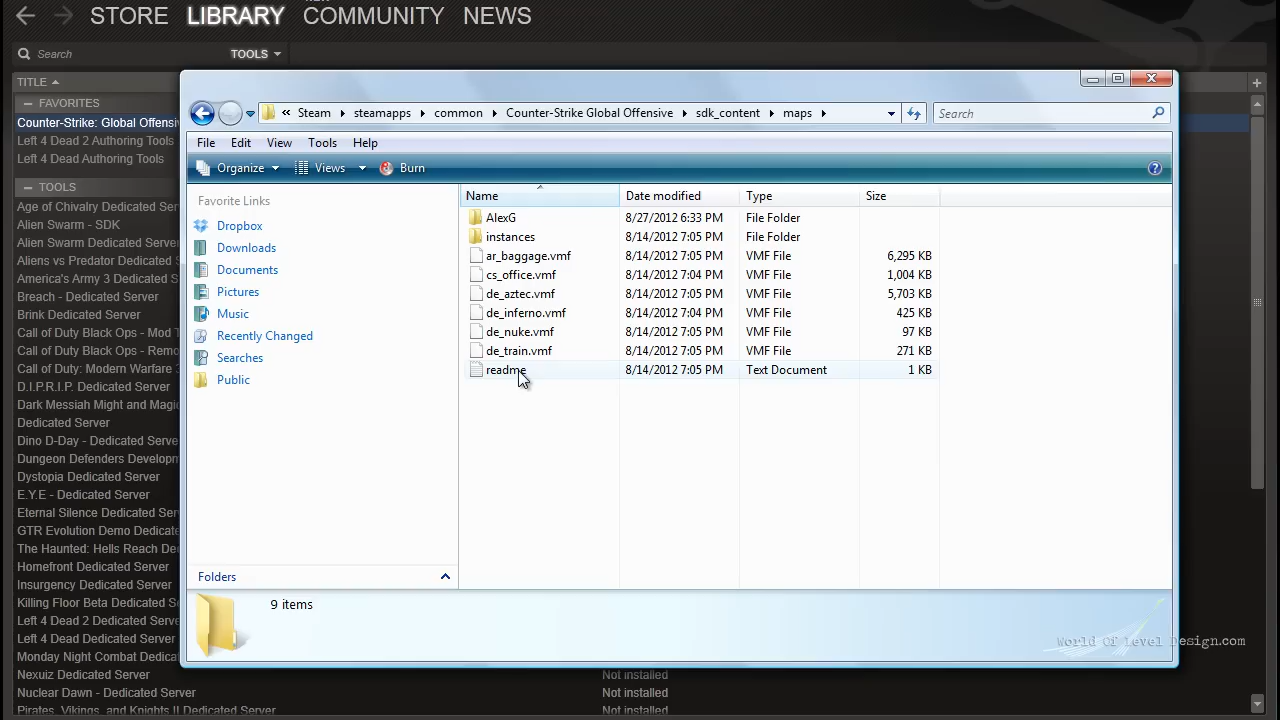 STORE LIBRARY COMMUNITY NEWS
Search TOOLS
TITLE
FAVORITES
Counter-Strike: Global Offensiv
Left 4 Dead 2 Authoring Tools
Left 4 Dead Authoring Tools
TOOLS
Age of Chivalry Dedicated Ser
Alien Swarm - SDK
Alien Swarm Dedicated Server
Aliens vs Predator Dedicated S
America's Army 3 Dedicated S
Breach - Dedicated Server
Brink Dedicated Server
Call of Duty Black Ops - Mod T
Call of Duty: Black Ops - Remo
Call of Duty: Modern Warfare 3
D.I.P.R.I.P. Dedicated Server
Dark Messiah Might and Magic
Dedicated Server
Dino D-Day - Dedicated Serve
Dungeon Defenders Developm
Dystopia Dedicated Server
E.Y.E - Dedicated Server
Eternal Silence Dedicated Serv
GTR Evolution Demo Dedicate
The Haunted: Hells Reach De
Homefront Dedicated Server
Insurgency Dedicated Server
Killing Floor Beta Dedicated S
Left 4 Dead 2 Dedicated Serve
Left 4 Dead Dedicated Server
Monday Night Combat Dedica
Nexuiz Dedicated Server Not installed
Nuclear Dawn - Dedicated Server Not installed
Pirates, Vikings, and Knights II Dedicated Server Not installed
« Steam steamapps common Counter-Strike Global Offensive sdk_content maps Search
File Edit View Tools Help
Organize Views Burn
Favorite Links
Dropbox
Downloads
Documents
Pictures
Music
Recently Changed
Searches
Public
Folders
Name Date modified Type Size
AlexG 8/27/2012 6:33 PM File Folder
instances 8/14/2012 7:05 PM File Folder
ar_baggage.vmf 8/14/2012 7:05 PM VMF File 6,295 KB
cs_office.vmf 8/14/2012 7:04 PM VMF File 1,004 KB
de_aztec.vmf 8/14/2012 7:05 PM VMF File 5,703 KB
de_inferno.vmf 8/14/2012 7:04 PM VMF File 425 KB
de_nuke.vmf 8/14/2012 7:05 PM VMF File 97 KB
de_train.vmf 8/14/2012 7:05 PM VMF File 271 KB
readme 8/14/2012 7:05 PM Text Document 1 KB
9 items
World Of Level Design.com